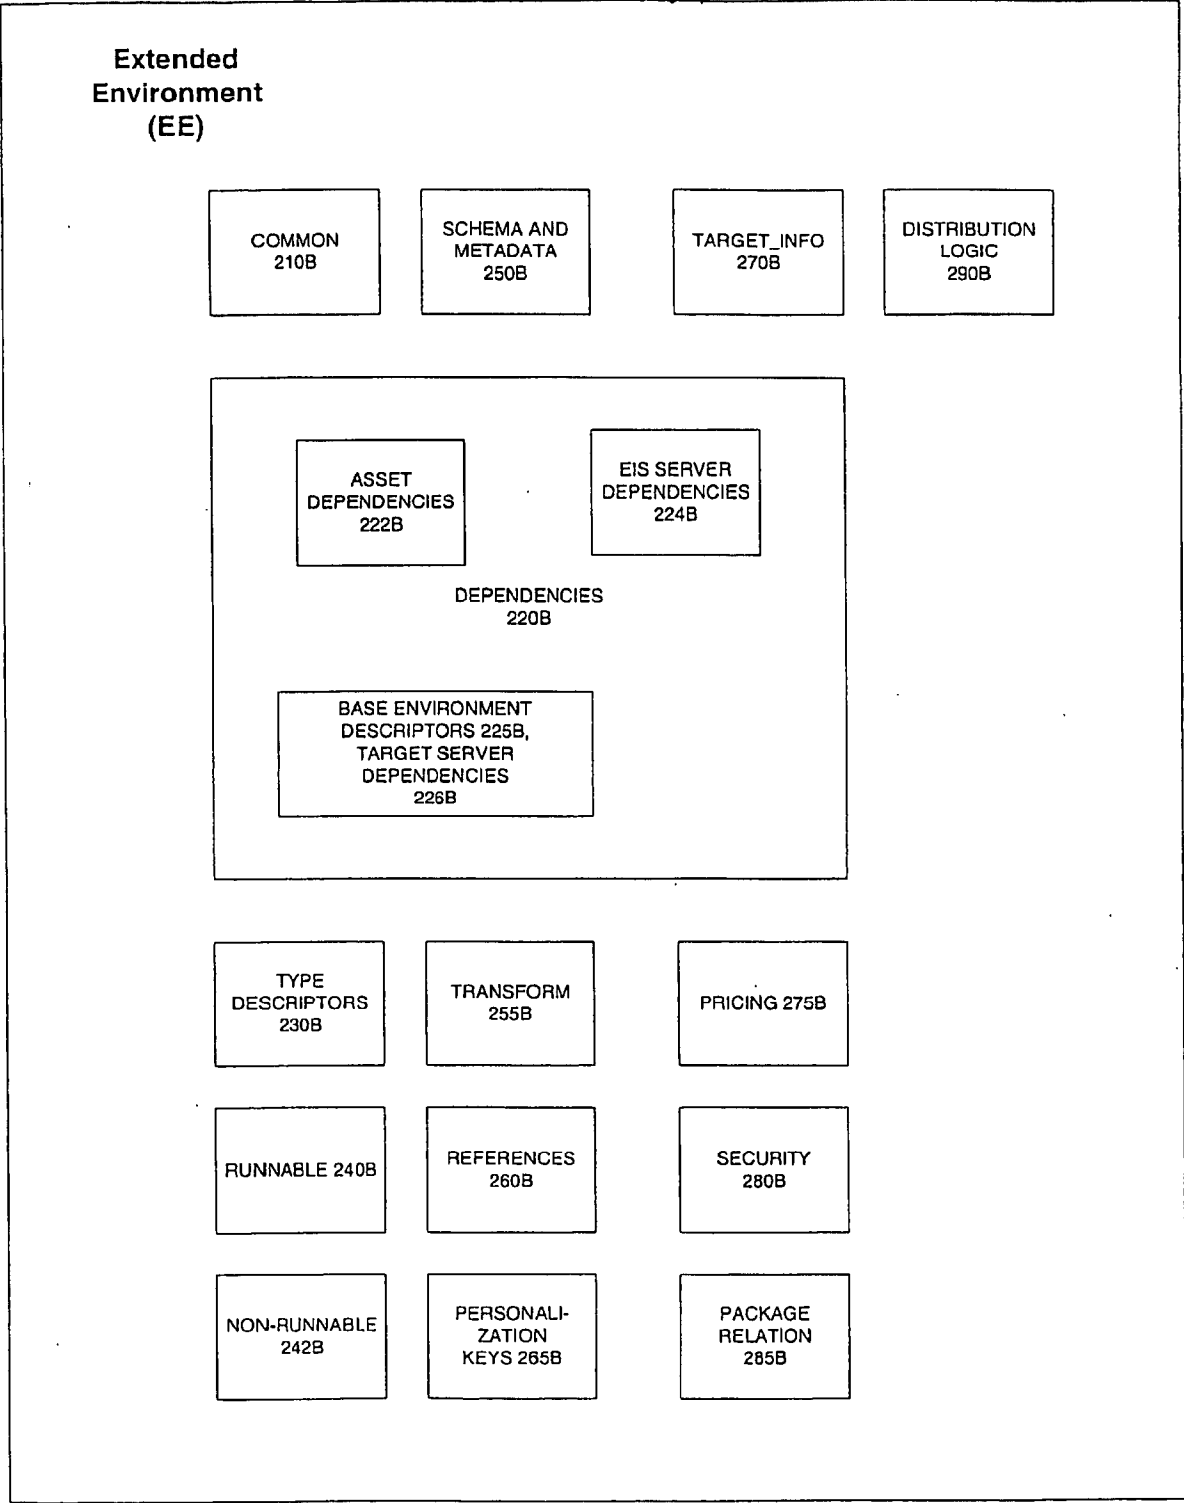 Extended
Environment
(EE)
COMMON
210B
SCHEMA AND
METADATA
250B
TARGET_INFO
270B
DISTRIBUTION
LOGIC
290B
ASSET
DEPENDENCIES
222B
EIS SERVER
DEPENDENCIES
224B
DEPENDENCIES
220B
BASE ENVIRONMENT
DESCRIPTORS 225B,
TARGET SERVER
DEPENDENCIES
226B
TYPE
DESCRIPTORS
230B
TRANSFORM
255B
PRICING 275B
RUNNABLE 240B
REFERENCES
260B
SECURITY
280B
NON-RUNNABLE
242B
PERSONALI-
ZATION
KEYS 265B
PACKAGE
RELATION
285B